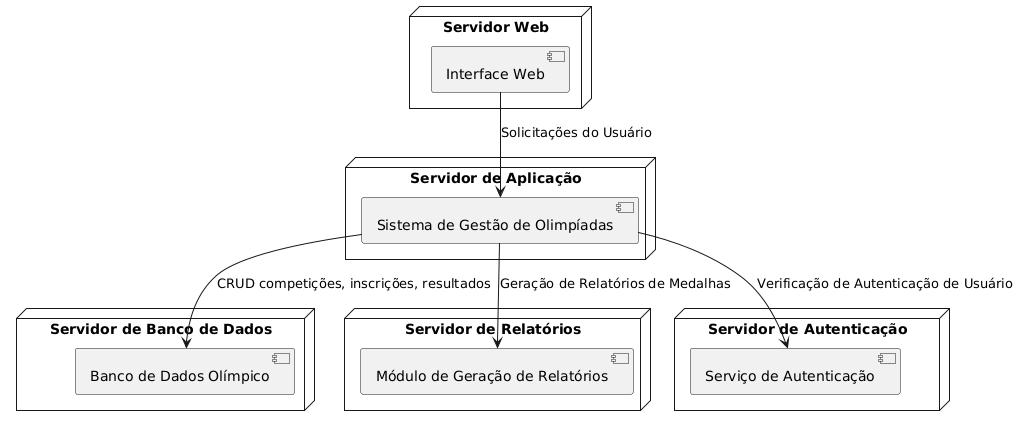 Servidor Web
Interface Web
Solicitações do Usuário
Servidor de Aplicação
Sistema de Gestão de Olimpíadas
CRUD competições, inscrições, resultados
Geração de Relatórios de Medalhas
Verificação de Autenticação de Usuário
Servidor de Banco de Dados
Banco de Dados Olímpico
Servidor de Relatórios
Módulo de Geração de Relatórios
Servidor de Autenticação
Serviço de Autenticação